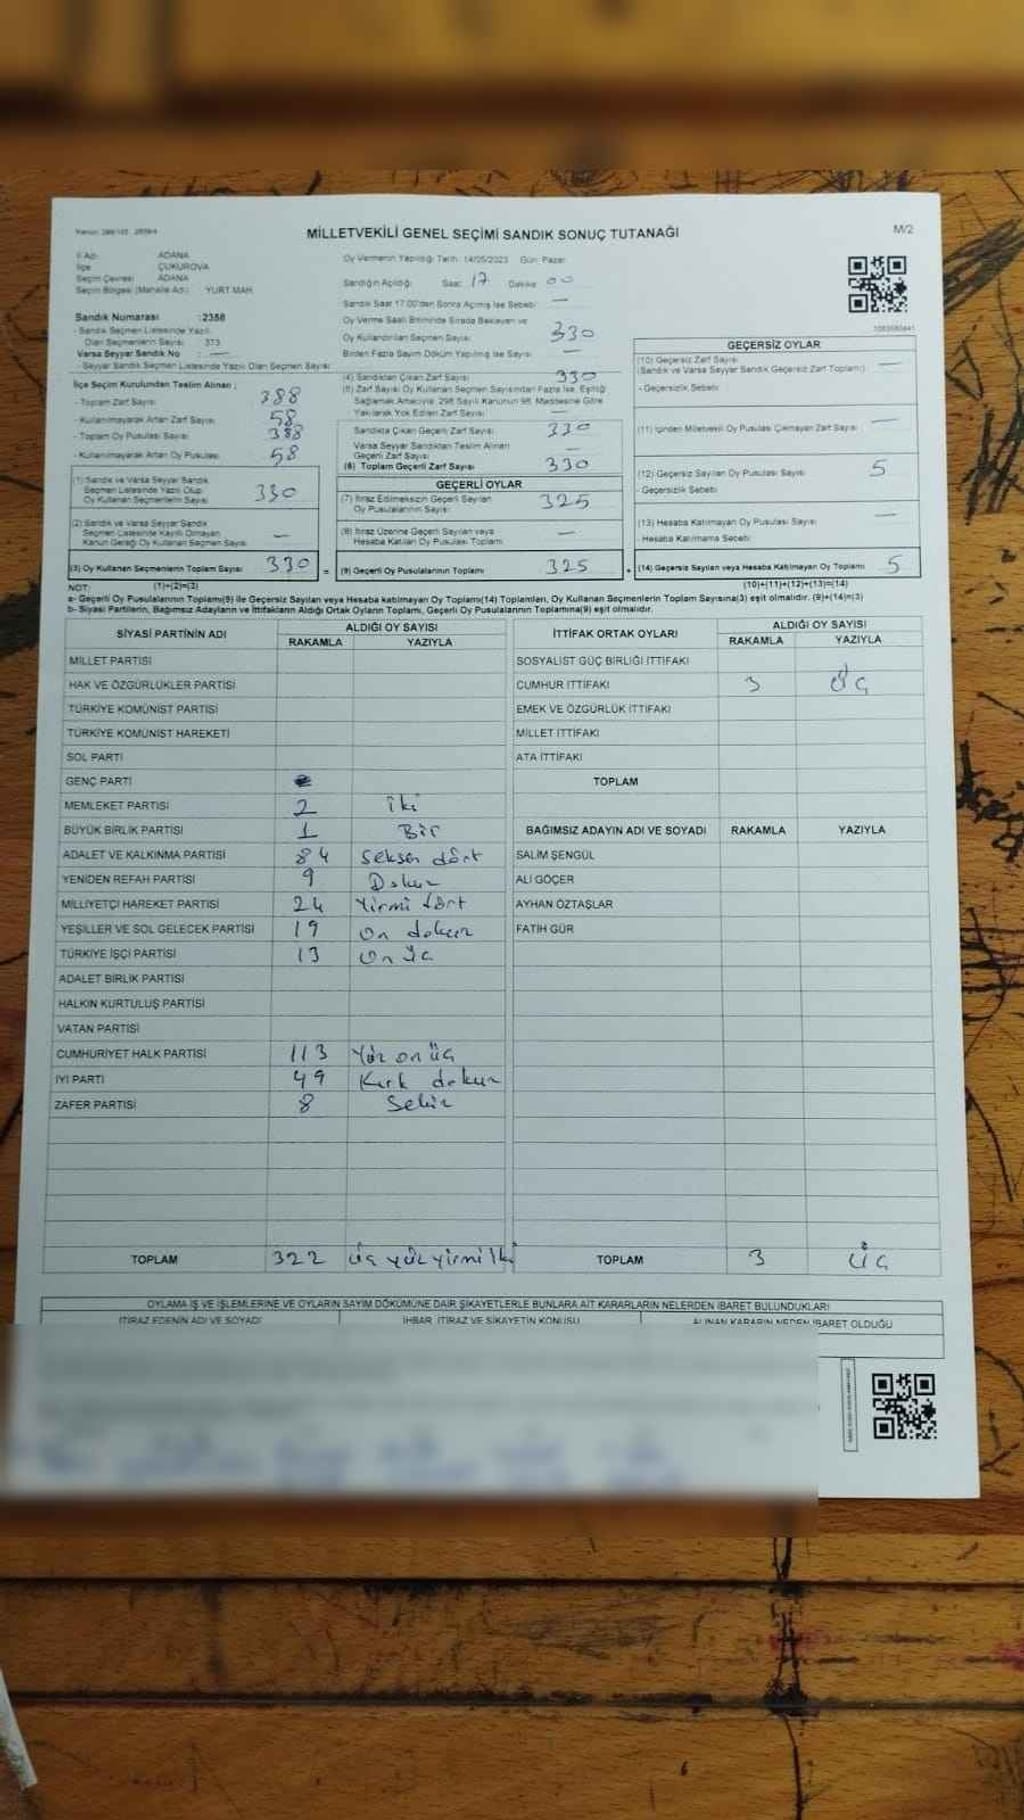 MİLLETVEKİLİ GENEL SEÇİMİ SANDIK SONUÇ TUTANAĞI
M/2
İl Adı: ADANA
İlçe ÇUKUROVA
Seçim Çevresi ADANA
Seçim Bölgesi (Mahalle Adı) YURT MAH
Oy Vermenin Yapıldığı Tarih: 14/05/2023 Gün: Pazar
Sandığın Açıldığı Saat: 17 Dakika 00
Sandık Saat 17:00'den Sonra Açılmış İse Sebebi: —
Sandık Numarası : 2358
- Sandık Seçmen Listesinde Yazılı
Olan Seçmenlerin Sayısı 373
Varsa Seyyar Sandık No : —
- Seyyar Sandık Seçmen Listesinde Yazılı Olan Seçmen Sayısı
Oy Verme Saati Bitiminde Sırada Bekleyen ve
Oy Kullandırılan Seçmen Sayısı 330
Birden Fazla Sayım Döküm Yapılmış İse Sayısı —
İlçe Seçim Kurulundan Teslim Alınan ;
- Toplam Zarf Sayısı 388
- Kullanılmayarak Artan Zarf Sayısı 58
- Toplam Oy Pusulası Sayısı 388
- Kullanılmayarak Artan Oy Pusulası 58
(1) Sandık ve Varsa Seyyar Sandık
Seçmen Listesinde Yazılı Olup
Oy Kullanan Seçmenlerin Sayısı 330
(2) Sandık ve Varsa Seyyar Sandık
Seçmen Listesinde Kayıtlı Olmayan
Kanun Gereği Oy Kullanan Seçmen Sayısı —
(3) Oy Kullanan Seçmenlerin Toplam Sayısı 330 =
(4) Sandıktan Çıkan Zarf Sayısı 330
(5) Zarf Sayısı Oy Kullanan Seçmen Sayısından Fazla İse, Eşitliği
Sağlamak Amacıyla 298 Sayılı Kanunun 98. Maddesine Göre
Yakılarak Yok Edilen Zarf Sayısı —
Sandıkta Çıkan Geçerli Zarf Sayısı 330
Varsa Seyyar Sandıktan Teslim Alınan
Geçerli Zarf Sayısı —
(6) Toplam Geçerli Zarf Sayısı 330
GEÇERLİ OYLAR
(7) İtiraz Edilmeksizin Geçerli Sayılan
Oy Pusulalarının Sayısı 325
(8) İtiraz Üzerine Geçerli Sayılan veya
Hesaba Katılan Oy Pusulası Toplamı —
(9) Geçerli Oy Pusulalarının Toplamı 325 +
GEÇERSİZ OYLAR
(10) Geçersiz Zarf Sayısı —
(Sandık ve Varsa Seyyar Sandık Geçersiz Zarf Toplamı)
- Geçersizlik Sebebi
(11) İçinden Milletvekili Oy Pusulası Çıkmayan Zarf Sayısı —
(12) Geçersiz Sayılan Oy Pusulası Sayısı 5
- Geçersizlik Sebebi
(13) Hesaba Katılmayan Oy Pusulası Sayısı —
- Hesaba Katılmama Sebebi
(14) Geçersiz Sayılan veya Hesaba Katılmayan Oy Toplamı 5
NOT: (1)+(2)=(3) (10)+(11)+(12)+(13)=(14)
a- Geçerli Oy Pusulalarının Toplamı(9) ile Geçersiz Sayılan veya Hesaba katılmayan Oy Toplam(14) Toplamları, Oy Kullanan Seçmenlerin Toplam Sayısına(3) eşit olmalıdır. (9)+(14)=(3)
b- Siyasi Partilerin, Bağımsız Adayların ve İttifakların Aldığı Ortak Oyların Toplamı, Geçerli Oy Pusulalarının Toplamına(9) eşit olmalıdır.
SİYASİ PARTİNİN ADI ALDIĞI OY SAYISI
RAKAMLA YAZIYLA
MİLLET PARTİSİ
HAK VE ÖZGÜRLÜKLER PARTİSİ
TÜRKİYE KOMÜNİST PARTİSİ
TÜRKİYE KOMÜNİST HAREKETİ
SOL PARTİ
GENÇ PARTİ
MEMLEKET PARTİSİ 2 iki
BÜYÜK BİRLİK PARTİSİ 1 Bir
ADALET VE KALKINMA PARTİSİ 84 Seksen dört
YENİDEN REFAH PARTİSİ 9 Dokuz
MİLLİYETÇİ HAREKET PARTİSİ 24 Yirmi dört
YEŞİLLER VE SOL GELECEK PARTİSİ 19 On dokuz
TÜRKİYE İŞÇİ PARTİSİ 13 On üç
ADALET BİRLİK PARTİSİ
HALKIN KURTULUŞ PARTİSİ
VATAN PARTİSİ
CUMHURİYET HALK PARTİSİ 113 Yüz on üç
İYİ PARTİ 49 Kırk dokuz
ZAFER PARTİSİ 8 Sekiz
TOPLAM 322 üç yüz yirmi iki
İTTİFAK ORTAK OYLARI ALDIĞI OY SAYISI
RAKAMLA YAZIYLA
SOSYALİST GÜÇ BİRLİĞİ İTTİFAKI
CUMHUR İTTİFAKI 3 Üç
EMEK VE ÖZGÜRLÜK İTTİFAKI
MİLLET İTTİFAKI
ATA İTTİFAKI
TOPLAM
BAĞIMSIZ ADAYIN ADI VE SOYADI RAKAMLA YAZIYLA
SALİM ŞENGÜL
ALİ GÖÇER
AYHAN ÖZTAŞLAR
FATİH GÜR
TOPLAM 3 üç
OYLAMA İŞ VE İŞLEMLERİNE VE OYLARIN SAYIM DÖKÜMÜNE DAİR ŞİKAYETLERLE BUNLARA AİT KARARLARIN NELERDEN İBARET BULUNDUKLARI
İTİRAZ EDENİN ADI VE SOYADI İHBAR, İTİRAZ VE ŞİKAYETİN KONUSU ALINAN KARARIN NEDEN İBARET OLDUĞU